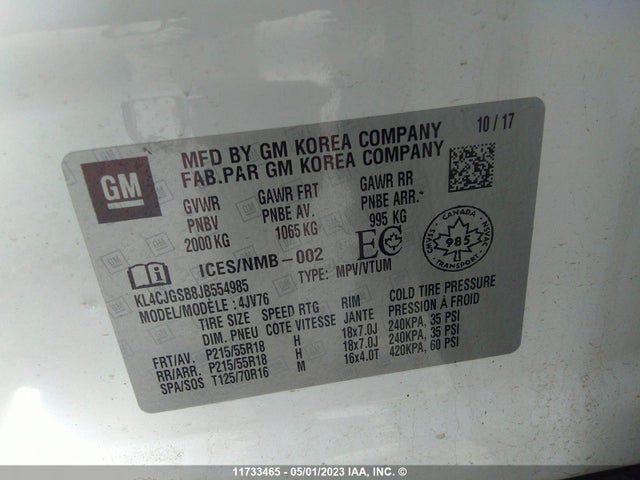 GM
MFD BY GM KOREA COMPANY
FAB.PAR GM KOREA COMPANY
10 / 17
GVWR
PNBV
2000 KG
GAWR FRT
PNBE AV.
1065 KG
GAWR RR
PNBE ARR.
995 KG
ICES/NMB-002
EC
CANADA
985
TRANSPORT
KL4CJGSB8JB554985
TYPE: MPV/VTUM
MODEL/MODÈLE : 4JV76
TIRE SIZE SPEED RTG RIM COLD TIRE PRESSURE
DIM. PNEU COTE VITESSE JANTE PRESSION À FROID
FRT/AV. P215/55R18 H 18x7.0J 240KPA, 35 PSI
RR/ARR. P215/55R18 H 18x7.0J 240KPA, 35 PSI
SPA/SOS T125/70R16 M 16x4.0T 420KPA, 60 PSI
11733465 - 05/01/2023 IAA, INC. ©